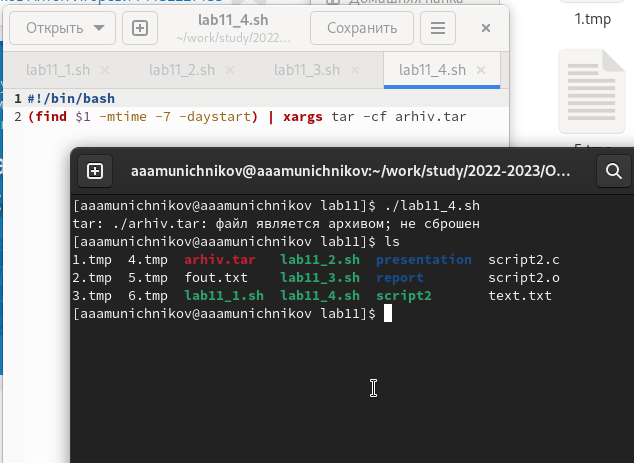 Домашняя папка
1.tmp
lab11_4.sh
~/work/study/2022...
Открыть
Сохранить
lab11_1.sh
lab11_2.sh
lab11_3.sh
lab11_4.sh
1 #!/bin/bash
2 (find $1 -mtime -7 -daystart) | xargs tar -cf arhiv.tar
aaamunichnikov@aaamunichnikov:~/work/study/2022-2023/O...
[aaamunichnikov@aaamunichnikov lab11]$ ./lab11_4.sh
tar: ./arhiv.tar: файл является архивом; не сброшен
[aaamunichnikov@aaamunichnikov lab11]$ ls
1.tmp 4.tmp arhiv.tar lab11_2.sh presentation script2.c
2.tmp 5.tmp fout.txt lab11_3.sh report script2.o
3.tmp 6.tmp lab11_1.sh lab11_4.sh script2 text.txt
[aaamunichnikov@aaamunichnikov lab11]$